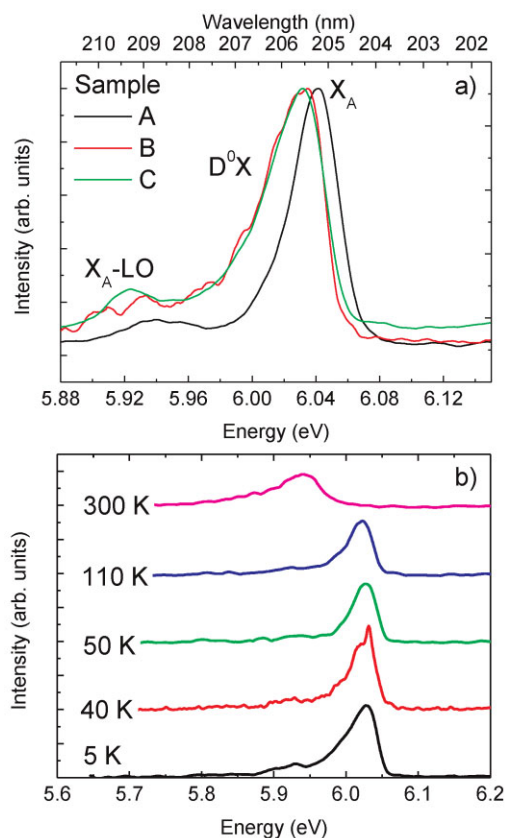 Wavelength (nm)
210 209 208 207 206 205 204 203 202
Sample
A
B
C
a)
X_A
D⁰X
X_A-LO
Intensity (arb. units)
5.88 5.92 5.96 6.00 6.04 6.08 6.12
Energy (eV)
b)
300 K
110 K
50 K
40 K
5 K
Intensity (arb. units)
5.6 5.7 5.8 5.9 6.0 6.1 6.2
Energy (eV)